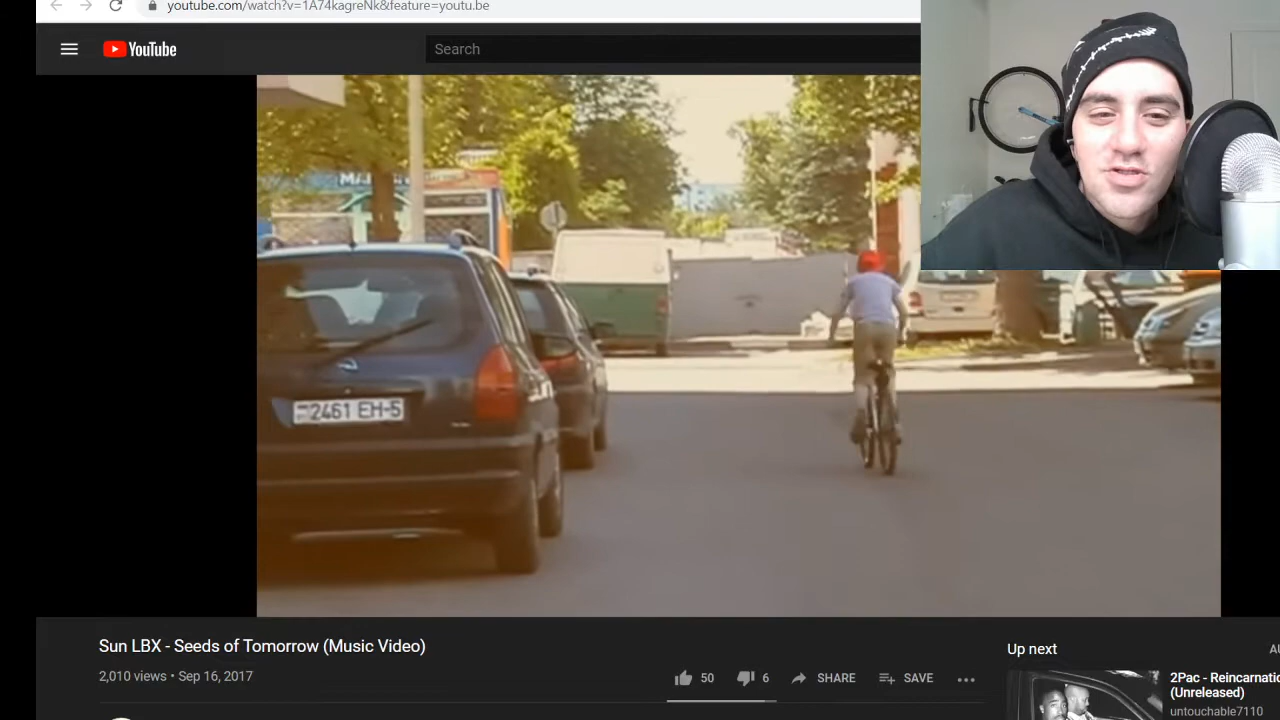 youtube.com/watch?v=1A74kagreNk&feature=youtu.be
YouTube
Search
2461 EH-5
Sun LBX - Seeds of Tomorrow (Music Video)
2,010 views • Sep 16, 2017
50
6
SHARE
SAVE
Up next
2Pac - Reincarnatio
(Unreleased)
untouchable7110